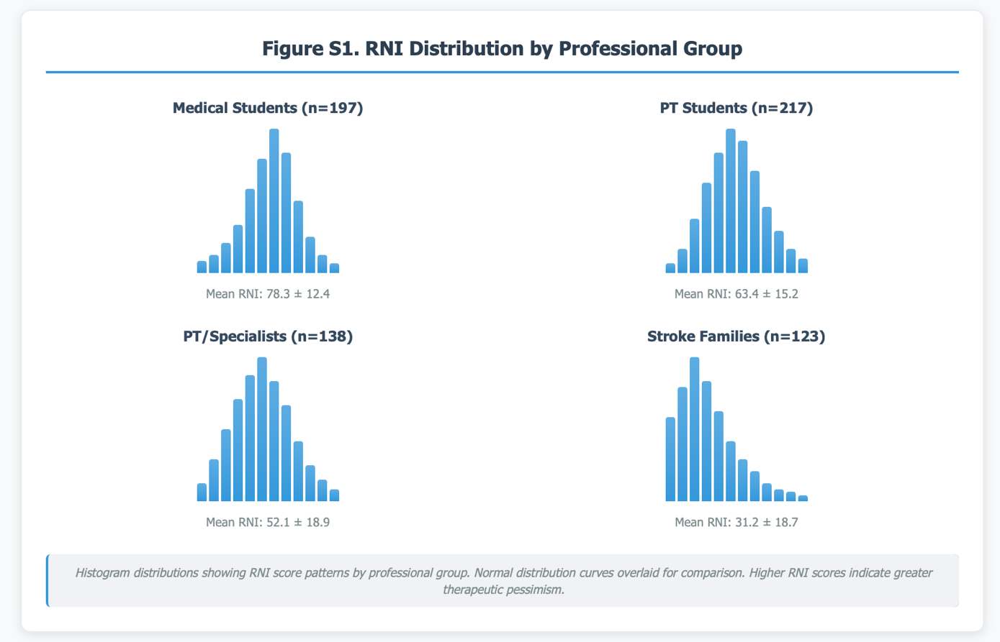 Figure S1. RNI Distribution by Professional Group
Medical Students (n=197)
PT Students (n=217)
Mean RNI: 78.3 ± 12.4
Mean RNI: 63.4 ± 15.2
PT/Specialists (n=138)
Stroke Families (n=123)
Mean RNI: 52.1 ± 18.9
Mean RNI: 31.2 ± 18.7
Histogram distributions showing RNI score patterns by professional group. Normal distribution curves overlaid for comparison. Higher RNI scores indicate greater
therapeutic pessimism.